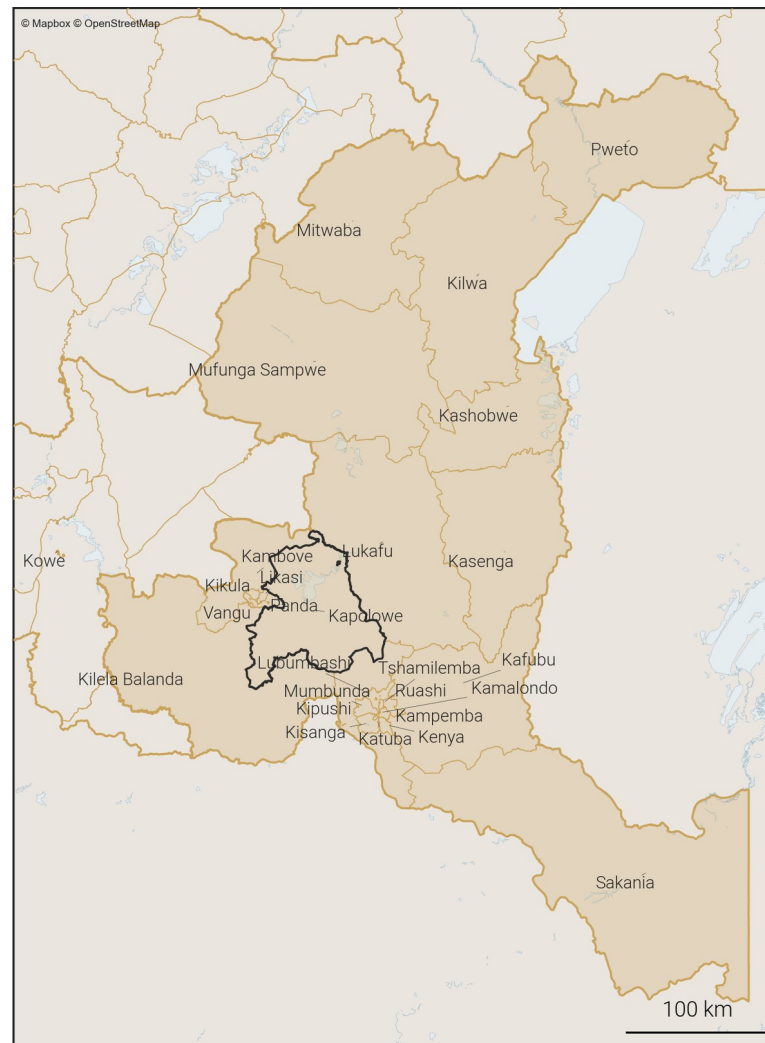 © Mapbox © OpenStreetMap
Pweto
Mitwaba
Kilwa
Mufunga Sampwe
Kashobwe
Lukafu
Kambove
Kowe
Kasenga
Likasi
Kikula
Panda
Vangu
Kapolowe
Kafubu
Lubumbashi
Tshamilemba
Kilela Balanda
Mumbunda
Ruashi
Kamalondo
Kipushi
Kampemba
Kisanga
Katuba
Kenya
Sakania
100 km